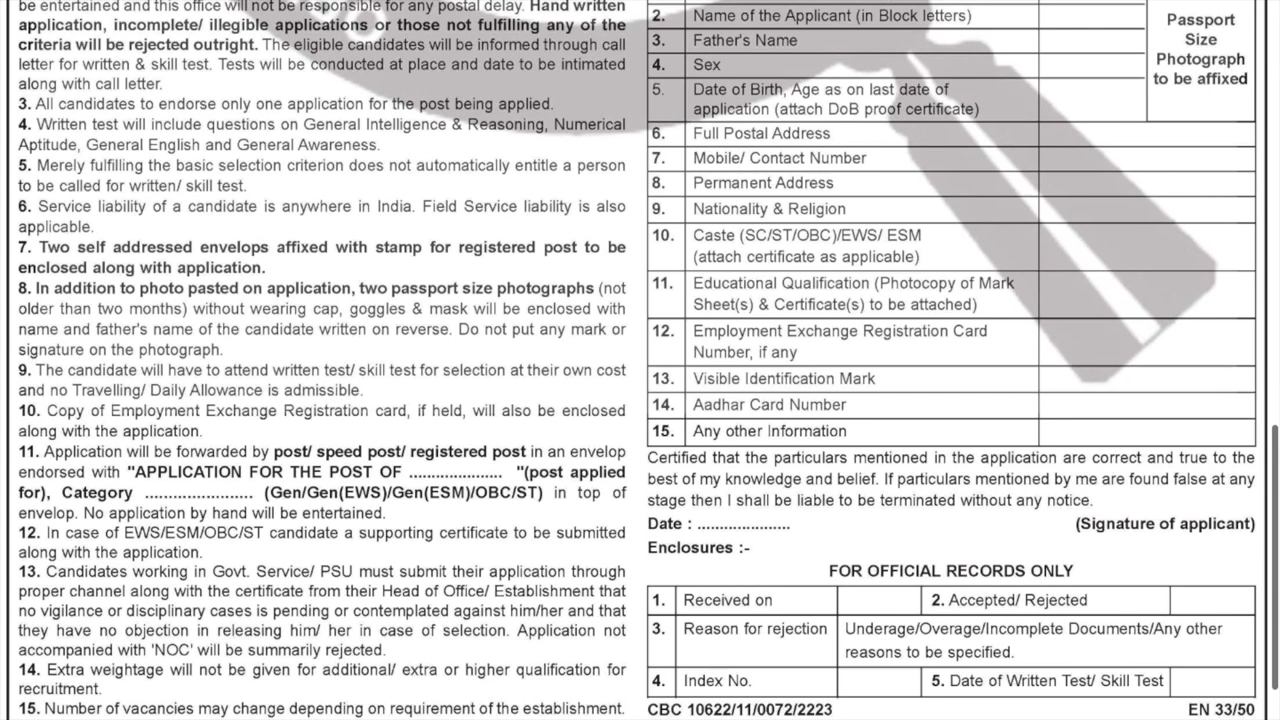 be entertained and this office will not be responsible for any postal delay. Hand written
application, incomplete/ illegible applications or those not fulfilling any of the
criteria will be rejected outright. The eligible candidates will be informed through call
letter for written & skill test. Tests will be conducted at place and date to be intimated
along with call letter.
3. All candidates to endorse only one application for the post being applied.
4. Written test will include questions on General Intelligence & Reasoning, Numerical
Aptitude, General English and General Awareness.
5. Merely fulfilling the basic selection criterion does not automatically entitle a person
to be called for written/ skill test.
6. Service liability of a candidate is anywhere in India. Field Service liability is also
applicable.
7. Two self addressed envelops affixed with stamp for registered post to be
enclosed along with application.
8. In addition to photo pasted on application, two passport size photographs (not
older than two months) without wearing cap, goggles & mask will be enclosed with
name and father's name of the candidate written on reverse. Do not put any mark or
signature on the photograph.
9. The candidate will have to attend written test/ skill test for selection at their own cost
and no Travelling/ Daily Allowance is admissible.
10. Copy of Employment Exchange Registration card, if held, will also be enclosed
along with the application.
11. Application will be forwarded by post/ speed post/ registered post in an envelop
endorsed with "APPLICATION FOR THE POST OF ..................... "(post applied
for), Category ........................ (Gen/Gen(EWS)/Gen(ESM)/OBC/ST) in top of
envelop. No application by hand will be entertained.
12. In case of EWS/ESM/OBC/ST candidate a supporting certificate to be submitted
along with the application.
13. Candidates working in Govt. Service/ PSU must submit their application through
proper channel along with the certificate from their Head of Office/ Establishment that
no vigilance or disciplinary cases is pending or contemplated against him/her and that
they have no objection in releasing him/ her in case of selection. Application not
accompanied with 'NOC' will be summarily rejected.
14. Extra weightage will not be given for additional/ extra or higher qualification for
recruitment.
15. Number of vacancies may change depending on requirement of the establishment.
2. Name of the Applicant (in Block letters)
3. Father's Name
4. Sex
5. Date of Birth, Age as on last date of
application (attach DoB proof certificate)
Passport
Size
Photograph
to be affixed
6. Full Postal Address
7. Mobile/ Contact Number
8. Permanent Address
9. Nationality & Religion
10. Caste (SC/ST/OBC)/EWS/ ESM
(attach certificate as applicable)
11. Educational Qualification (Photocopy of Mark
Sheet(s) & Certificate(s) to be attached)
12. Employment Exchange Registration Card
Number, if any
13. Visible Identification Mark
14. Aadhar Card Number
15. Any other Information
Certified that the particulars mentioned in the application are correct and true to the
best of my knowledge and belief. If particulars mentioned by me are found false at any
stage then I shall be liable to be terminated without any notice.
Date : ..................... (Signature of applicant)
Enclosures :-
FOR OFFICIAL RECORDS ONLY
1. Received on 2. Accepted/ Rejected
3. Reason for rejection Underage/Overage/Incomplete Documents/Any other
reasons to be specified.
4. Index No. 5. Date of Written Test/ Skill Test
CBC 10622/11/0072/2223 EN 33/50